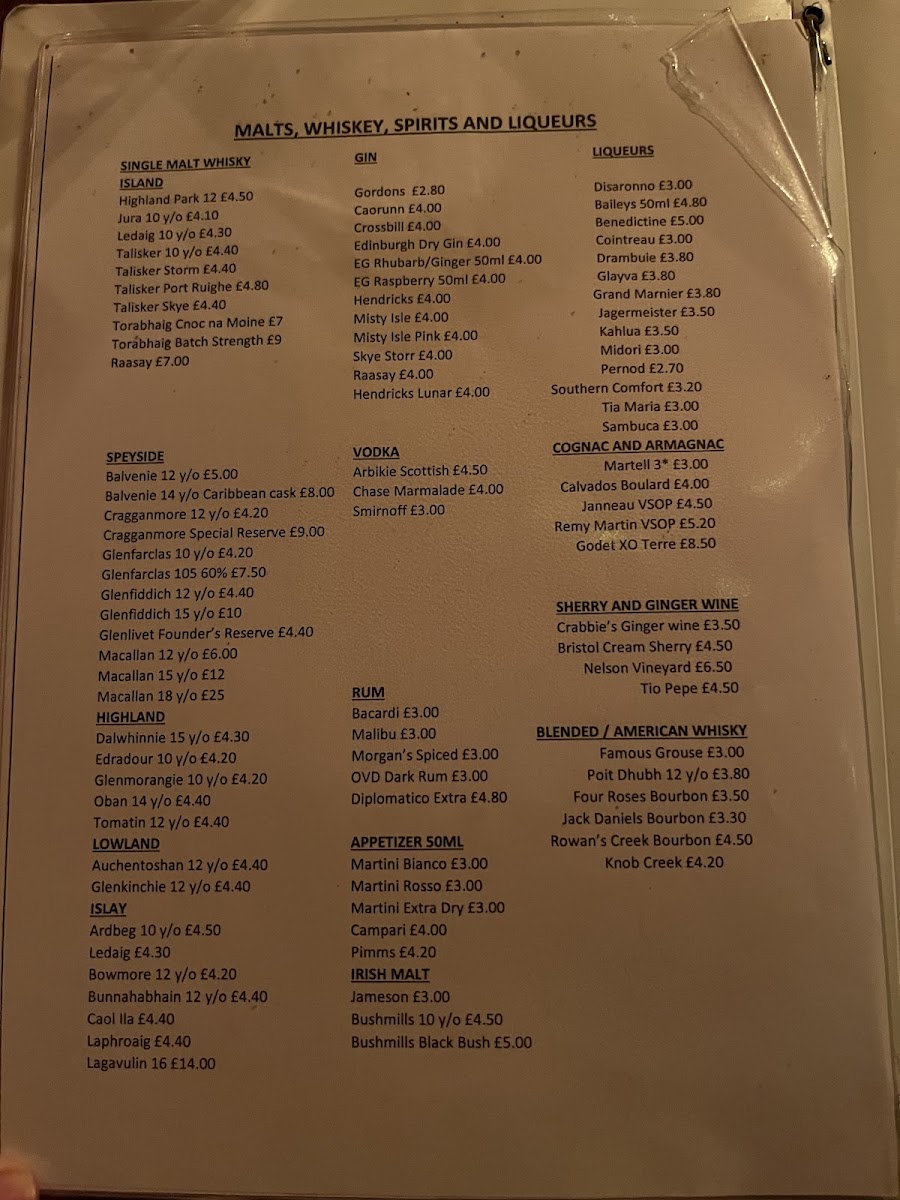 MALTS, WHISKEY, SPIRITS AND LIQUEURS
SINGLE MALT WHISKY
ISLAND
Highland Park 12 £4.50
Jura 10 y/o £4.10
Ledaig 10 y/o £4.30
Talisker 10 y/o £4.40
Talisker Storm £4.40
Talisker Port Ruighe £4.80
Talisker Skye £4.40
Torabhaig Cnoc na Moine £7
Torabhaig Batch Strength £9
Raasay £7.00
SPEYSIDE
Balvenie 12 y/o £5.00
Balvenie 14 y/o Caribbean cask £8.00
Cragganmore 12 y/o £4.20
Cragganmore Special Reserve £9.00
Glenfarclas 10 y/o £4.20
Glenfarclas 105 60% £7.50
Glenfiddich 12 y/o £4.40
Glenfiddich 15 y/o £10
Glenlivet Founder's Reserve £4.40
Macallan 12 y/o £6.00
Macallan 15 y/o £12
Macallan 18 y/o £25
HIGHLAND
Dalwhinnie 15 y/o £4.30
Edradour 10 y/o £4.20
Glenmorangie 10 y/o £4.20
Oban 14 y/o £4.40
Tomatin 12 y/o £4.40
LOWLAND
Auchentoshan 12 y/o £4.40
Glenkinchie 12 y/o £4.40
ISLAY
Ardbeg 10 y/o £4.50
Ledaig £4.30
Bowmore 12 y/o £4.20
Bunnahabhain 12 y/o £4.40
Caol Ila £4.40
Laphroaig £4.40
Lagavulin 16 £14.00
GIN
Gordons £2.80
Caorunn £4.00
Crossbill £4.00
Edinburgh Dry Gin £4.00
EG Rhubarb/Ginger 50ml £4.00
EG Raspberry 50ml £4.00
Hendricks £4.00
Misty Isle £4.00
Misty Isle Pink £4.00
Skye Storr £4.00
Raasay £4.00
Hendricks Lunar £4.00
VODKA
Arbikie Scottish £4.50
Chase Marmalade £4.00
Smirnoff £3.00
RUM
Bacardi £3.00
Malibu £3.00
Morgan's Spiced £3.00
OVD Dark Rum £3.00
Diplomatico Extra £4.80
APPETIZER 50ML
Martini Bianco £3.00
Martini Rosso £3.00
Martini Extra Dry £3.00
Campari £4.00
Pimms £4.20
IRISH MALT
Jameson £3.00
Bushmills 10 y/o £4.50
Bushmills Black Bush £5.00
LIQUEURS
Disaronno £3.00
Baileys 50ml £4.80
Benedictine £5.00
Cointreau £3.00
Drambuie £3.80
Glayva £3.80
Grand Marnier £3.80
Jagermeister £3.50
Kahlua £3.50
Midori £3.00
Pernod £2.70
Southern Comfort £3.20
Tia Maria £3.00
Sambuca £3.00
COGNAC AND ARMAGNAC
Martell 3* £3.00
Calvados Boulard £4.00
Janneau VSOP £4.50
Remy Martin VSOP £5.20
Godet XO Terre £8.50
SHERRY AND GINGER WINE
Crabbie's Ginger wine £3.50
Bristol Cream Sherry £4.50
Nelson Vineyard £6.50
Tio Pepe £4.50
BLENDED / AMERICAN WHISKY
Famous Grouse £3.00
Poit Dhubh 12 y/o £3.80
Four Roses Bourbon £3.50
Jack Daniels Bourbon £3.30
Rowan's Creek Bourbon £4.50
Knob Creek £4.20